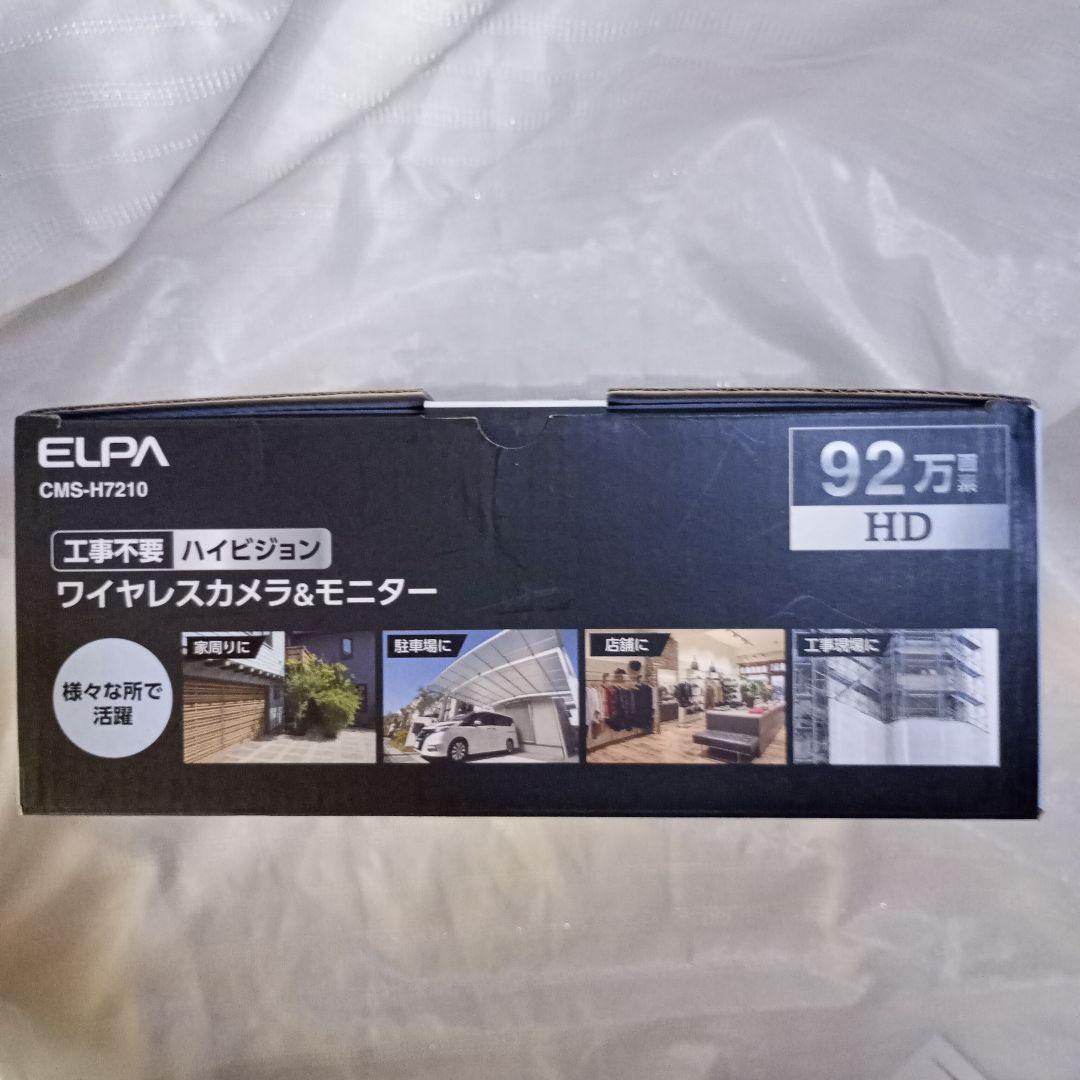 ELPA
CMS-H7210
92万画素
HD
工事不要 ハイビジョン
ワイヤレスカメラ&モニター
様々な所で
活躍
家周りに
駐車場に
店舗に
工事現場に